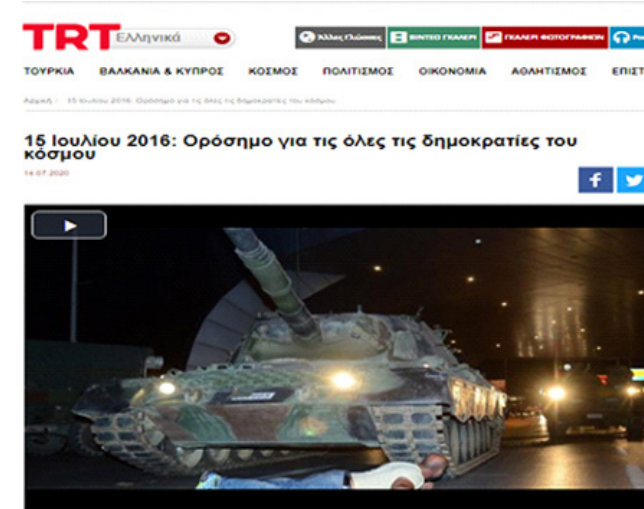 TRT Ελληνικά
Άλλες Γλώσσες ΒΙΝΤΕΟ ΓΚΑΛΕΡΙ ΓΚΑΛΕΡΙ ΦΩΤΟΓΡΑΦΙΩΝ
ΤΟΥΡΚΙΑ ΒΑΛΚΑΝΙΑ & ΚΥΠΡΟΣ ΚΟΣΜΟΣ ΠΟΛΙΤΙΣΜΟΣ ΟΙΚΟΝΟΜΙΑ ΑΘΛΗΤΙΣΜΟΣ ΕΠΙΣΤ
Αρχική / 15 Ιουλίου 2016: Ορόσημο για τις όλες τις δημοκρατίες του κόσμου
15 Ιουλίου 2016: Ορόσημο για τις όλες τις δημοκρατίες του
κόσμου
14.07.2020